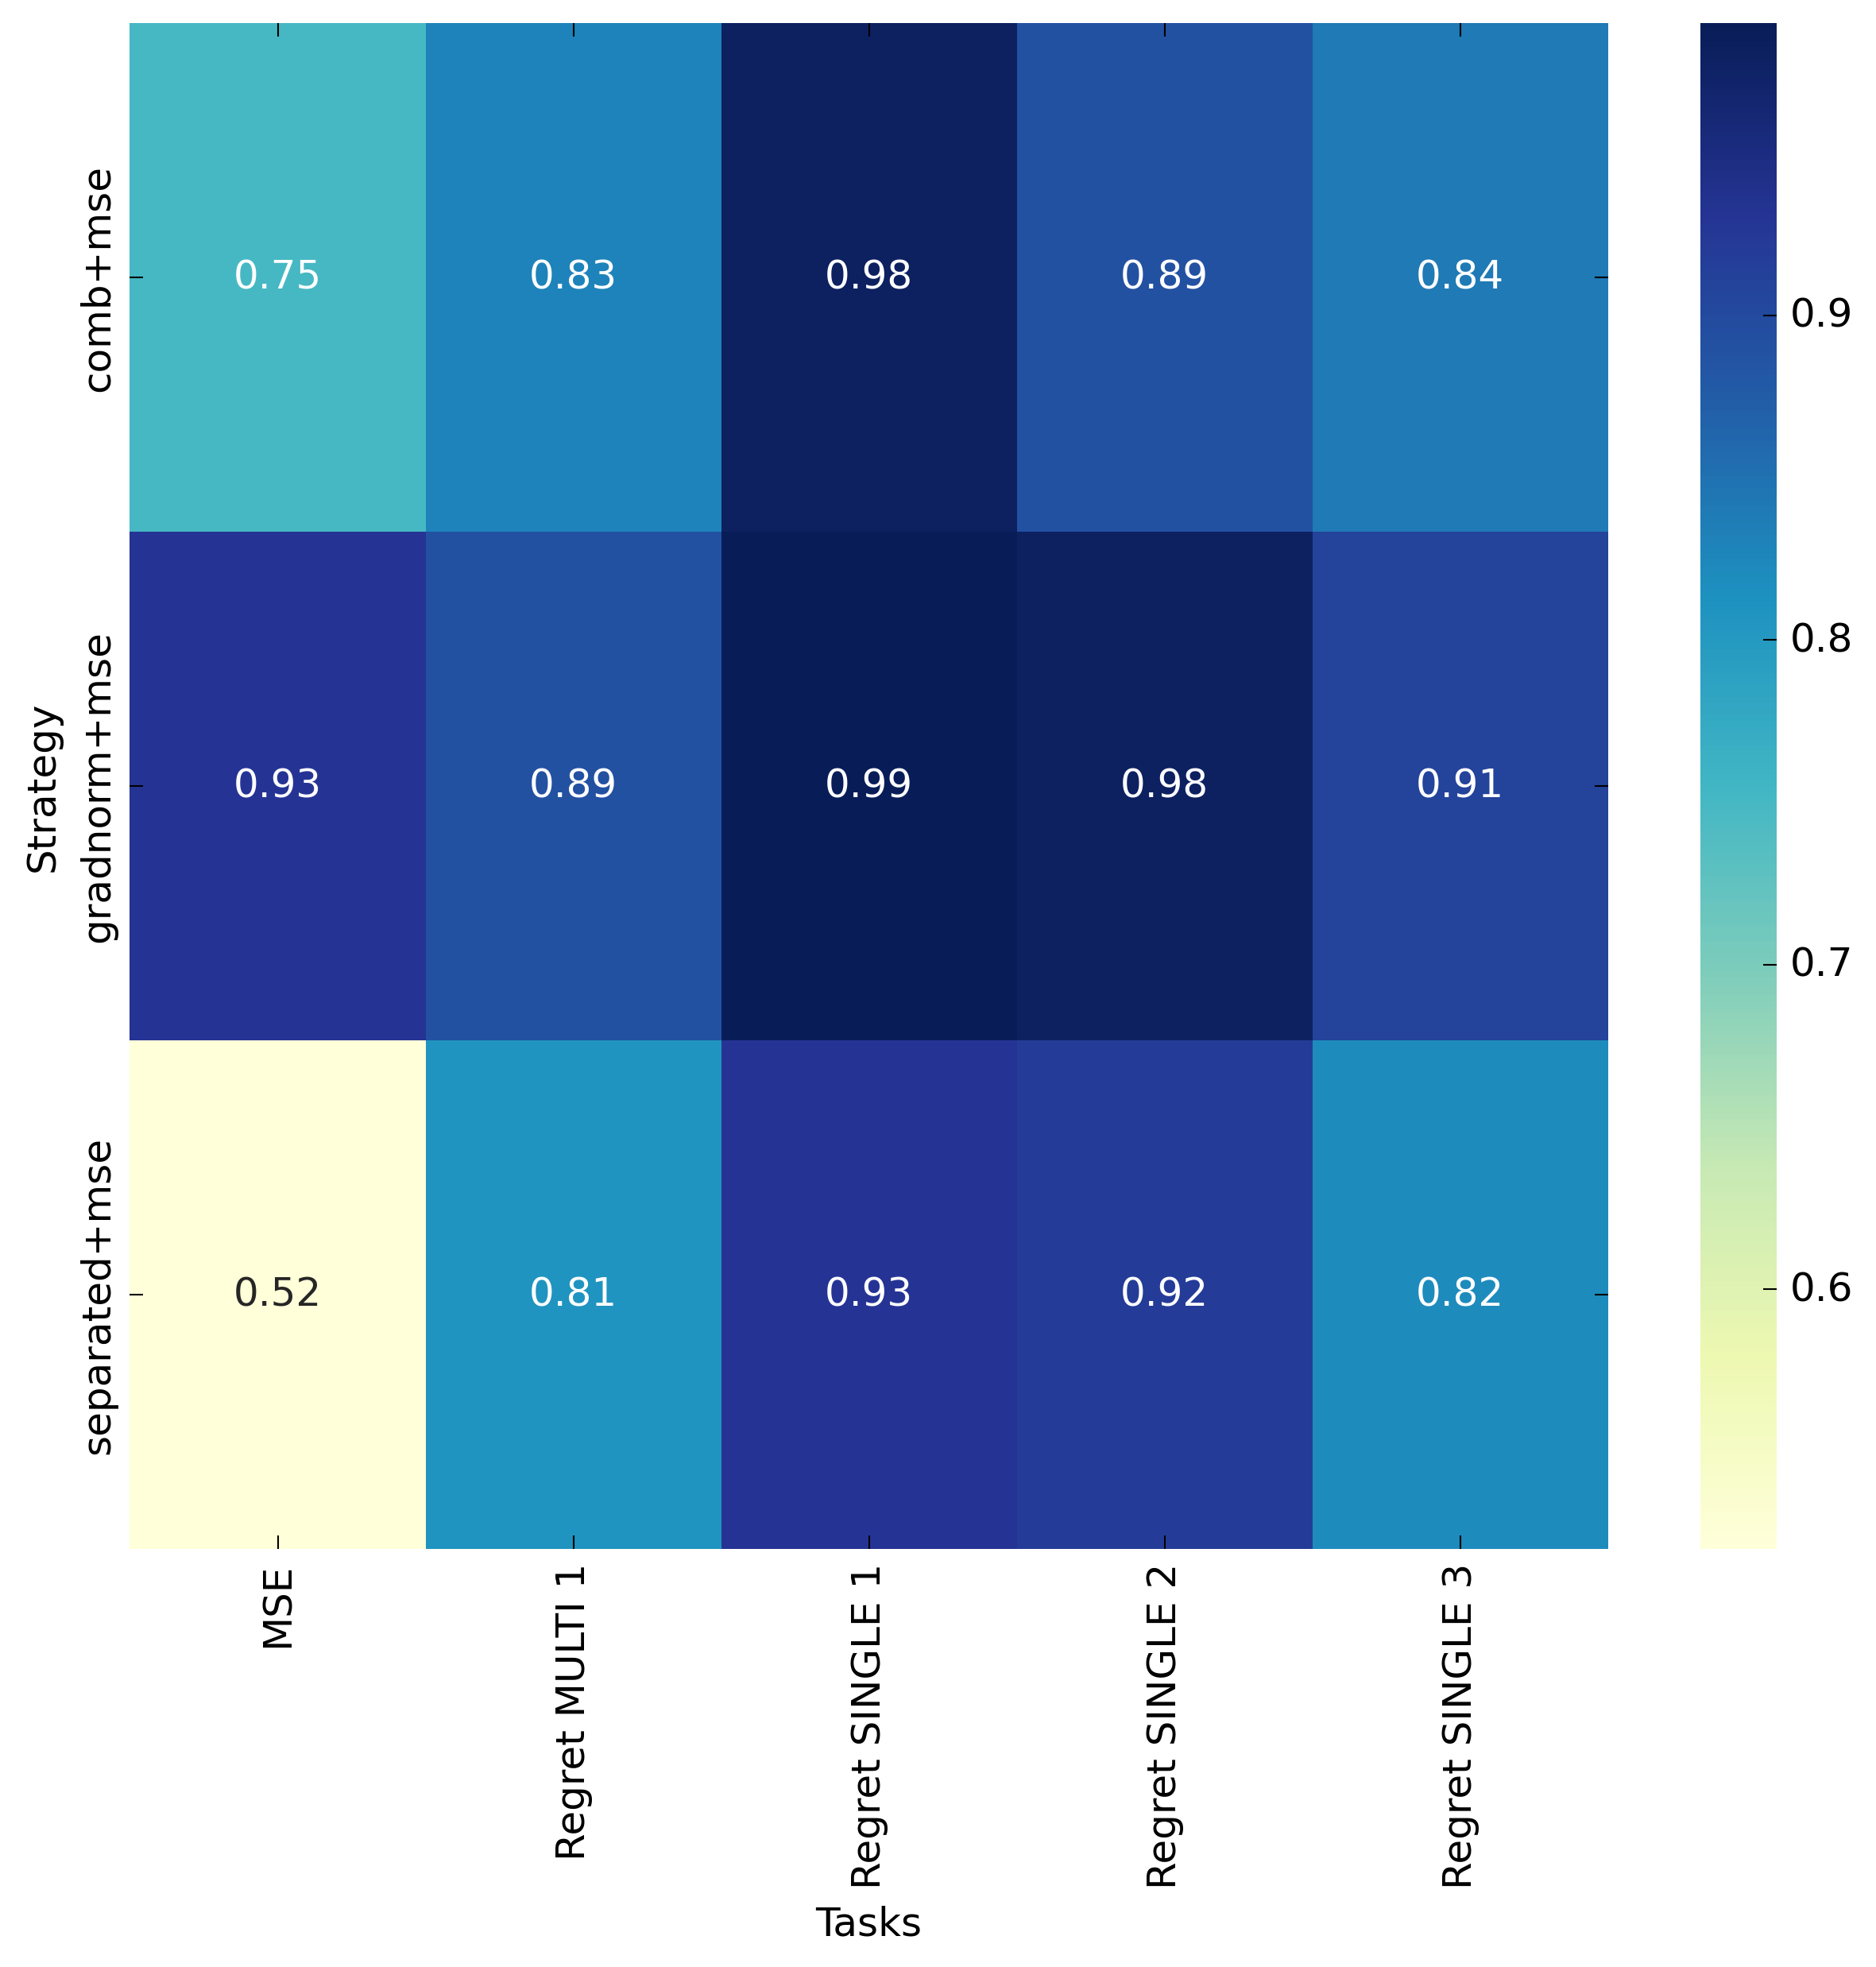 Strategy
comb+mse
0.75 0.83 0.98 0.89 0.84
gradnorm+mse
0.93 0.89 0.99 0.98 0.91
separated+mse
0.52 0.81 0.93 0.92 0.82
MSE
Regret MULTI 1
Regret SINGLE 1
Regret SINGLE 2
Regret SINGLE 3
Tasks
0.9
0.8
0.7
0.6